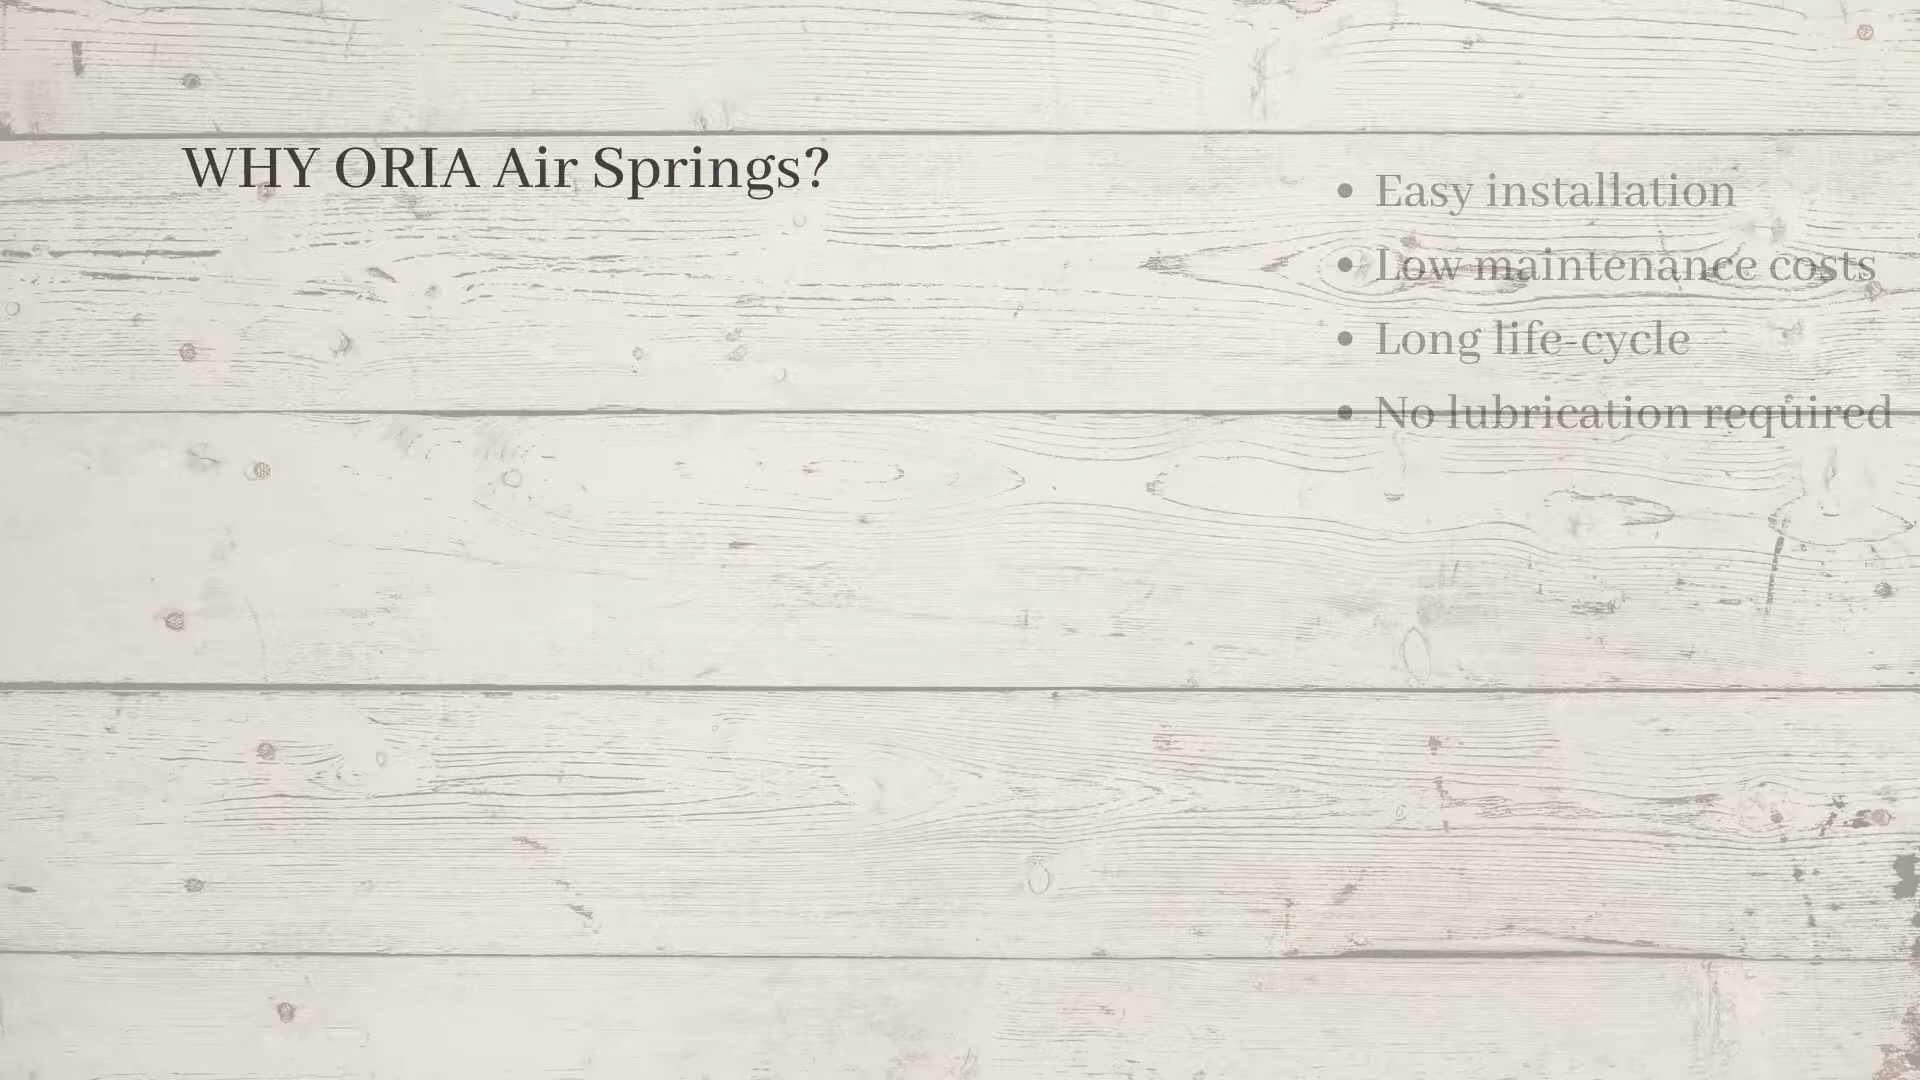 WHY ORIA Air Springs?
• Easy installation
• Low maintenance costs
• Long life-cycle
• No lubrication required